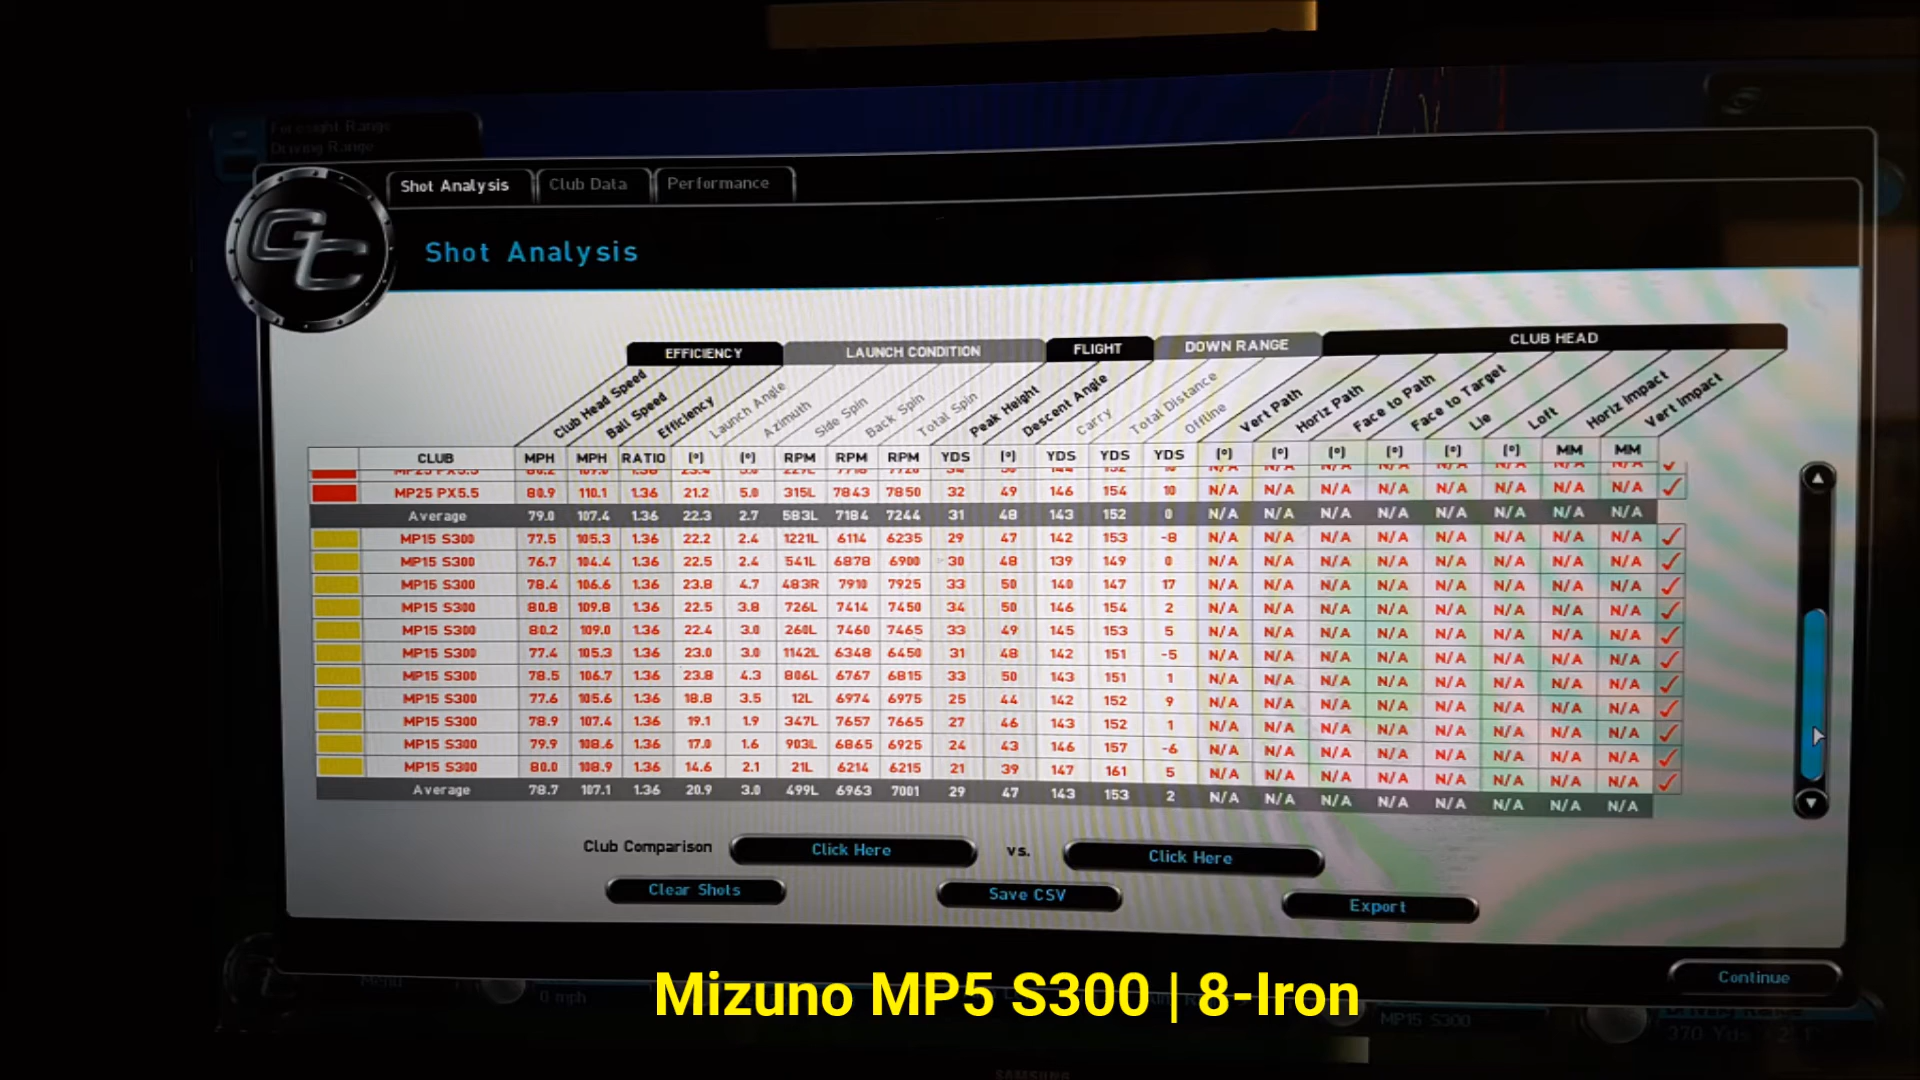 Foresight Range
Driving Range
Shot Analysis Club Data Performance
GC
Shot Analysis
EFFICIENCY LAUNCH CONDITION FLIGHT DOWN RANGE CLUB HEAD
Club Head Speed Ball Speed Efficiency Launch Angle Azimuth Side Spin Back Spin Total Spin Peak Height Descent Angle Carry Total Distance Offline Vert Path Horiz Path Face to Path Face to Target Lie Loft Horiz Impact Vert Impact
CLUB MPH MPH RATIO (°) (°) RPM RPM RPM YDS (°) YDS YDS YDS (°) (°) (°) (°) (°) (°) MM MM
MP25 PX5.5 80.9 110.1 1.36 21.2 5.0 315L 7843 7850 32 49 146 154 10 N/A N/A N/A N/A N/A N/A N/A N/A
Average 79.0 107.4 1.36 22.3 2.7 583L 7184 7244 31 48 143 152 0 N/A N/A N/A N/A N/A N/A N/A N/A
MP15 S300 77.5 105.3 1.36 22.2 2.4 1221L 6114 6235 29 47 142 153 -8 N/A N/A N/A N/A N/A N/A N/A N/A
MP15 S300 76.7 104.4 1.36 22.5 2.4 541L 6878 6900 30 48 139 149 0 N/A N/A N/A N/A N/A N/A N/A N/A
MP15 S300 78.4 106.6 1.36 23.8 4.7 483R 7910 7925 33 50 140 147 17 N/A N/A N/A N/A N/A N/A N/A N/A
MP15 S300 80.8 109.8 1.36 22.5 3.8 726L 7414 7450 34 50 146 154 2 N/A N/A N/A N/A N/A N/A N/A N/A
MP15 S300 80.2 109.0 1.36 22.4 3.0 260L 7460 7465 33 49 145 153 5 N/A N/A N/A N/A N/A N/A N/A N/A
MP15 S300 77.4 105.3 1.36 23.0 3.0 1142L 6348 6450 31 48 142 151 -5 N/A N/A N/A N/A N/A N/A N/A N/A
MP15 S300 78.5 106.7 1.36 23.8 4.3 806L 6767 6815 33 50 143 151 1 N/A N/A N/A N/A N/A N/A N/A N/A
MP15 S300 77.6 105.6 1.36 18.8 3.5 12L 6974 6975 25 44 142 152 9 N/A N/A N/A N/A N/A N/A N/A N/A
MP15 S300 78.9 107.4 1.36 19.1 1.9 347L 7657 7665 27 46 143 152 1 N/A N/A N/A N/A N/A N/A N/A N/A
MP15 S300 79.9 108.6 1.36 17.0 1.6 903L 6865 6925 24 43 146 157 -6 N/A N/A N/A N/A N/A N/A N/A N/A
MP15 S300 80.0 108.9 1.36 14.6 2.1 21L 6214 6215 21 39 147 161 5 N/A N/A N/A N/A N/A N/A N/A N/A
Average 78.7 107.1 1.36 20.9 3.0 499L 6963 7001 29 47 143 153 2 N/A N/A N/A N/A N/A N/A N/A N/A
Club Comparison Click Here vs. Click Here
Clear Shots Save CSV Export
Continue
Menu 0 mph MP15 S300
Mizuno MP5 S300 | 8-Iron
SAMSUNG